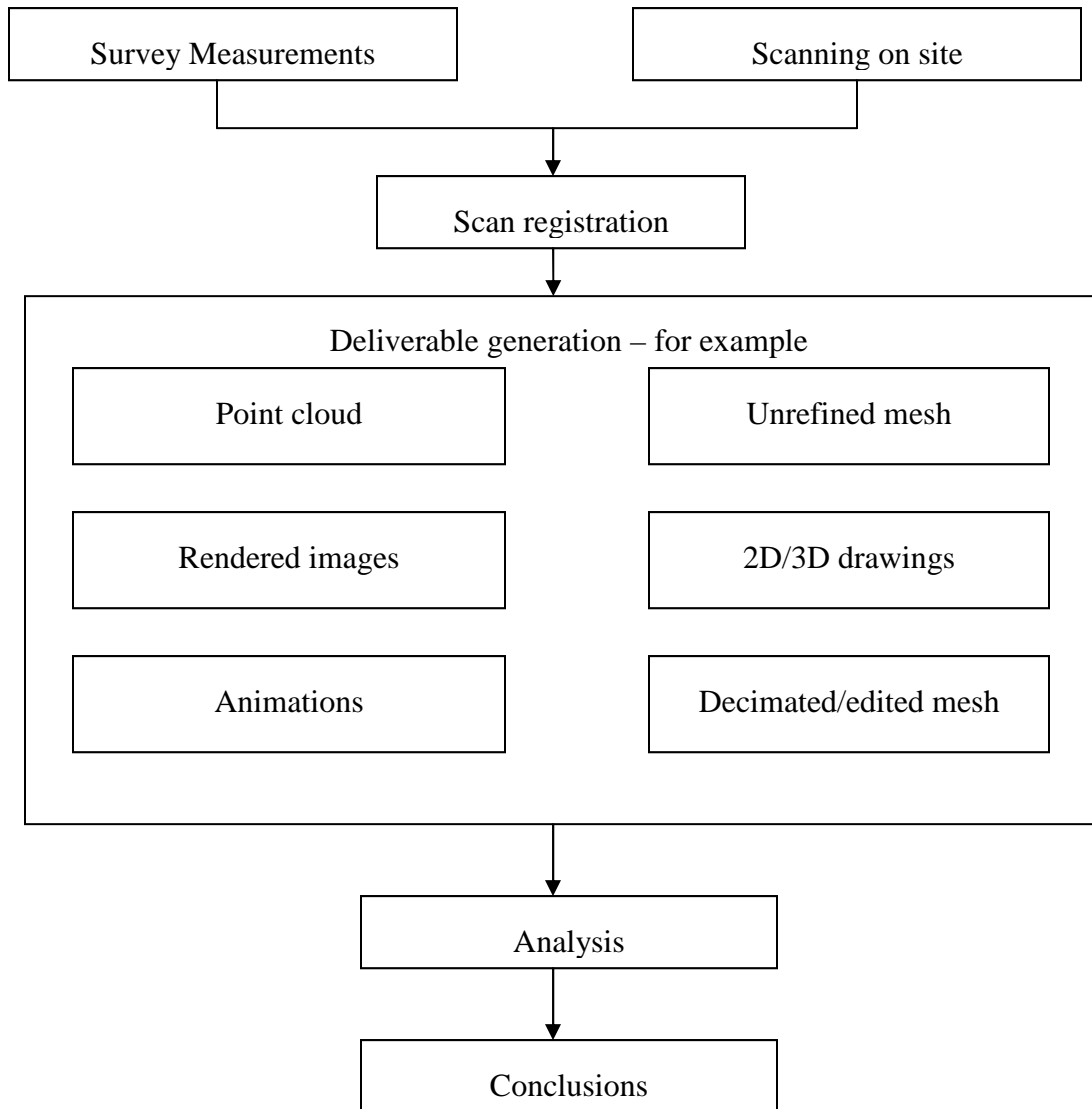 Survey Measurements
Scanning on site
Scan registration
Deliverable generation – for example
Point cloud
Unrefined mesh
Rendered images
2D/3D drawings
Animations
Decimated/edited mesh
Analysis
Conclusions